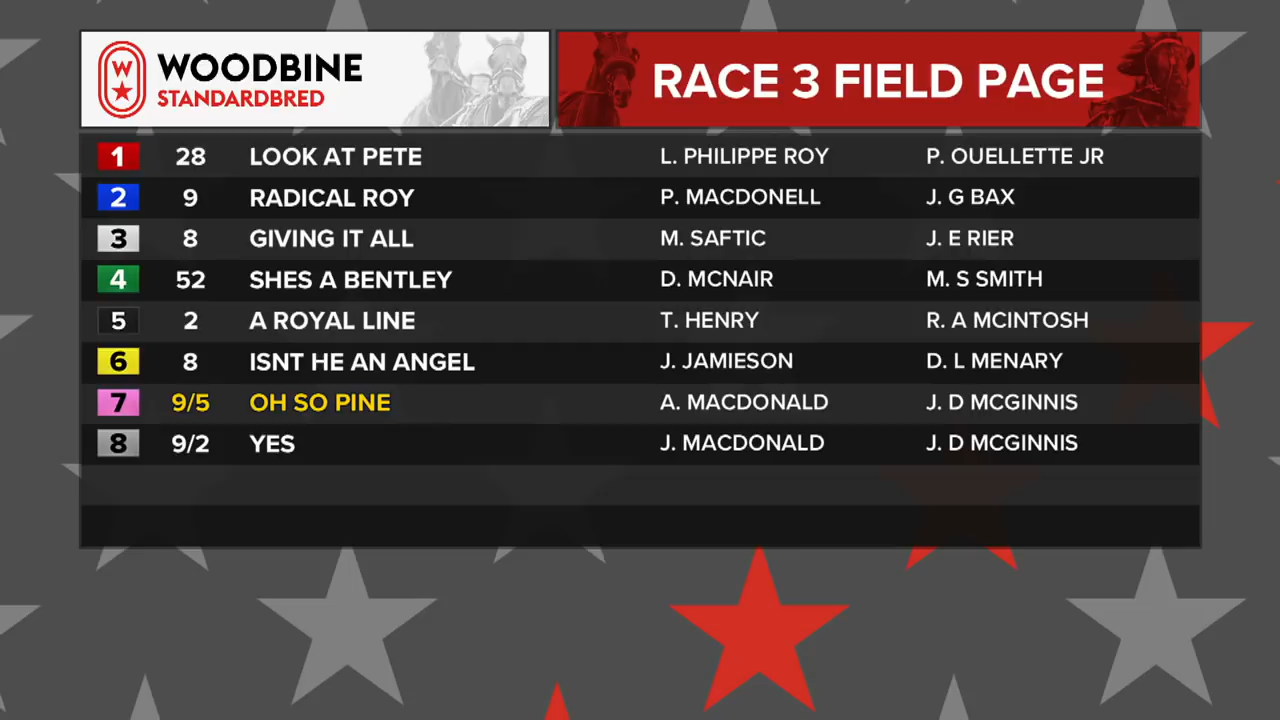 W
WOODBINE
STANDARDBRED
RACE 3 FIELD PAGE
1 28 LOOK AT PETE L. PHILIPPE ROY P. OUELLETTE JR
2 9 RADICAL ROY P. MACDONELL J. G BAX
3 8 GIVING IT ALL M. SAFTIC J. E RIER
4 52 SHES A BENTLEY D. MCNAIR M. S SMITH
5 2 A ROYAL LINE T. HENRY R. A MCINTOSH
6 8 ISNT HE AN ANGEL J. JAMIESON D. L MENARY
7 9/5 OH SO PINE A. MACDONALD J. D MCGINNIS
8 9/2 YES J. MACDONALD J. D MCGINNIS